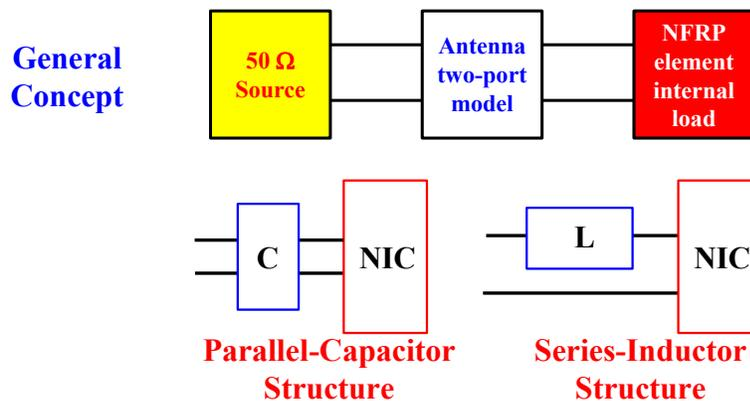 General
Concept
50 Ω
Source
Antenna
two-port
model
NFRP
element
internal
load
C
NIC
L
NIC
Parallel-Capacitor
Structure
Series-Inductor
Structure